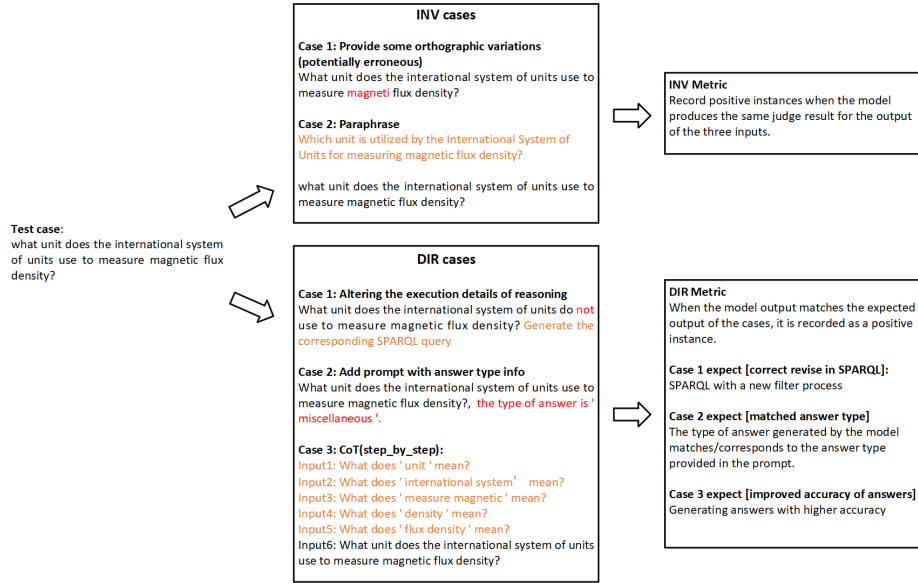 Test case:
what unit does the international system
of units use to measure magnetic flux
density?
INV cases
Case 1: Provide some orthographic variations
(potentially erroneous)
What unit does the interational system of units use to
measure magneti flux density?
Case 2: Paraphrase
Which unit is utilized by the International System of
Units for measuring magnetic flux density?
what unit does the international system of units use to
measure magnetic flux density?
INV Metric
Record positive instances when the model
produces the same judge result for the output
of the three inputs.
DIR cases
Case 1: Altering the execution details of reasoning
What unit does the international system of units do not
use to measure magnetic flux density? Generate the
corresponding SPARQL query
Case 2: Add prompt with answer type info
What unit does the international system of units use to
measure magnetic flux density?, the type of answer is '
miscellaneous '.
Case 3: CoT(step_by_step):
Input1: What does ' unit ' mean?
Input2: What does ' international system’ mean?
Input3: What does ' measure magnetic ' mean?
Input4: What does ' density ' mean?
Input5: What does ' flux density ' mean?
Input6: What unit does the international system of units
use to measure magnetic flux density?
DIR Metric
When the model output matches the expected
output of the cases, it is recorded as a positive
instance.
Case 1 expect [correct revise in SPARQL]:
SPARQL with a new filter process
Case 2 expect [matched answer type]
The type of answer generated by the model
matches/corresponds to the answer type
provided in the prompt.
Case 3 expect [improved accuracy of answers]
Generating answers with higher accuracy